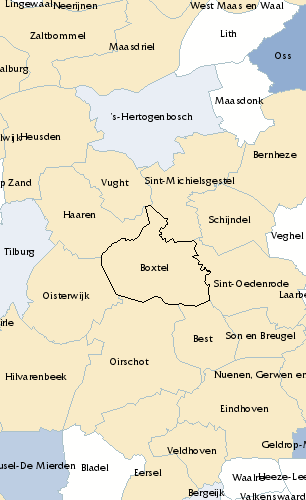 Lingewaal
Neerijnen
West Maas en Waal
Zaltbommel
Lith
Maasdriel
Oss
alburg
Maasdonk
's-Hertogenbosch
Heusden
Bernheze
p Zand
Vught
Sint-Michielsgestel
Haaren
Schijndel
Veghel
Tilburg
Boxtel
Sint-Oedenrode
Oisterwijk
Laarbe
irle
Best
Son en Breugel
Oirschot
Hilvarenbeek
Nuenen, Gerwen en
Eindhoven
Geldrop-M
Veldhoven
usel-De Mierden
Bladel
Eersel
Waalre
Heeze-Lee
Bergeijk
Valkenswaard